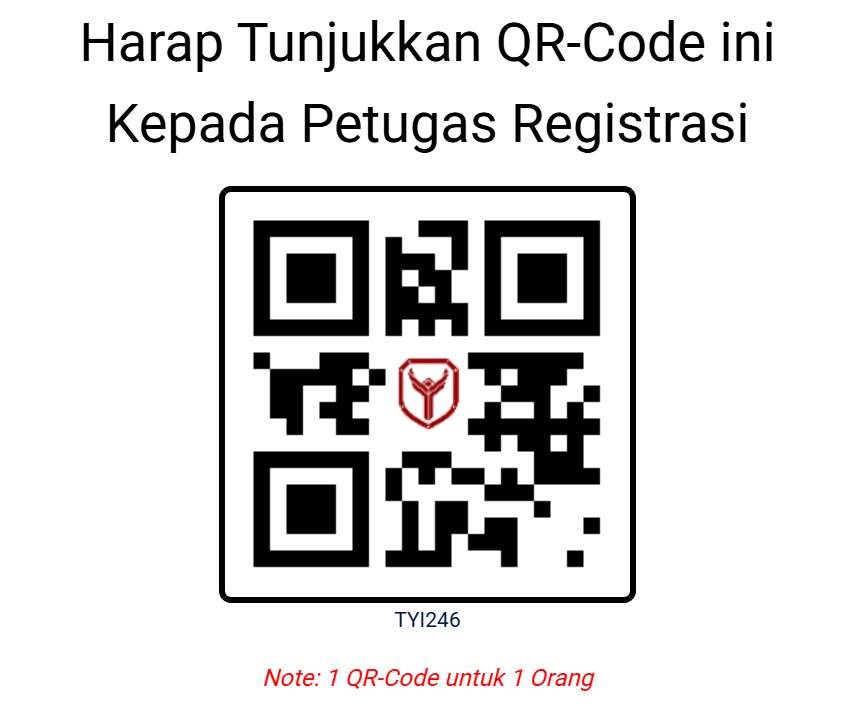 Harap Tunjukkan QR-Code ini
Kepada Petugas Registrasi
TYI246
Note: 1 QR-Code untuk 1 Orang